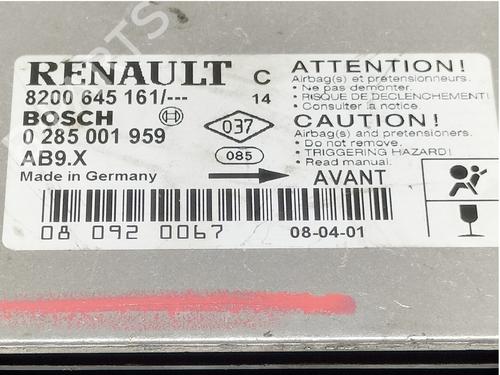 RENAULT C
8200 645 161/--- 14
BOSCH
0 285 001 959
AB9.X
Made in Germany
037
085
AVANT
ATTENTION!
Airbag(s) et prétensionneurs.
- Ne pas démonter.
- RISQUE DE DECLENCHEMENT!
- Consulter la notice.
CAUTION!
Airbag(s) and pretensioners.
- Do not remove.
- TRIGGERING HAZARD!
- Read manual.
08 092 0067
08-04-01